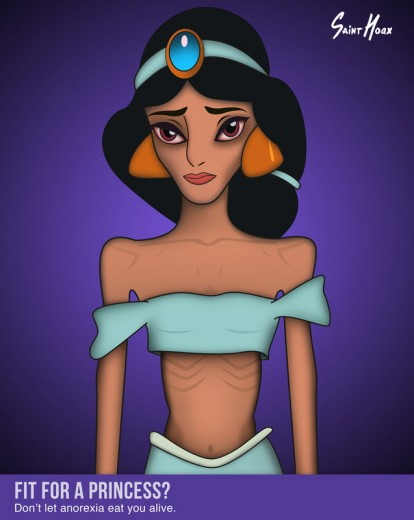 Saint Hoax
FIT FOR A PRINCESS?
Don't let anorexia eat you alive.